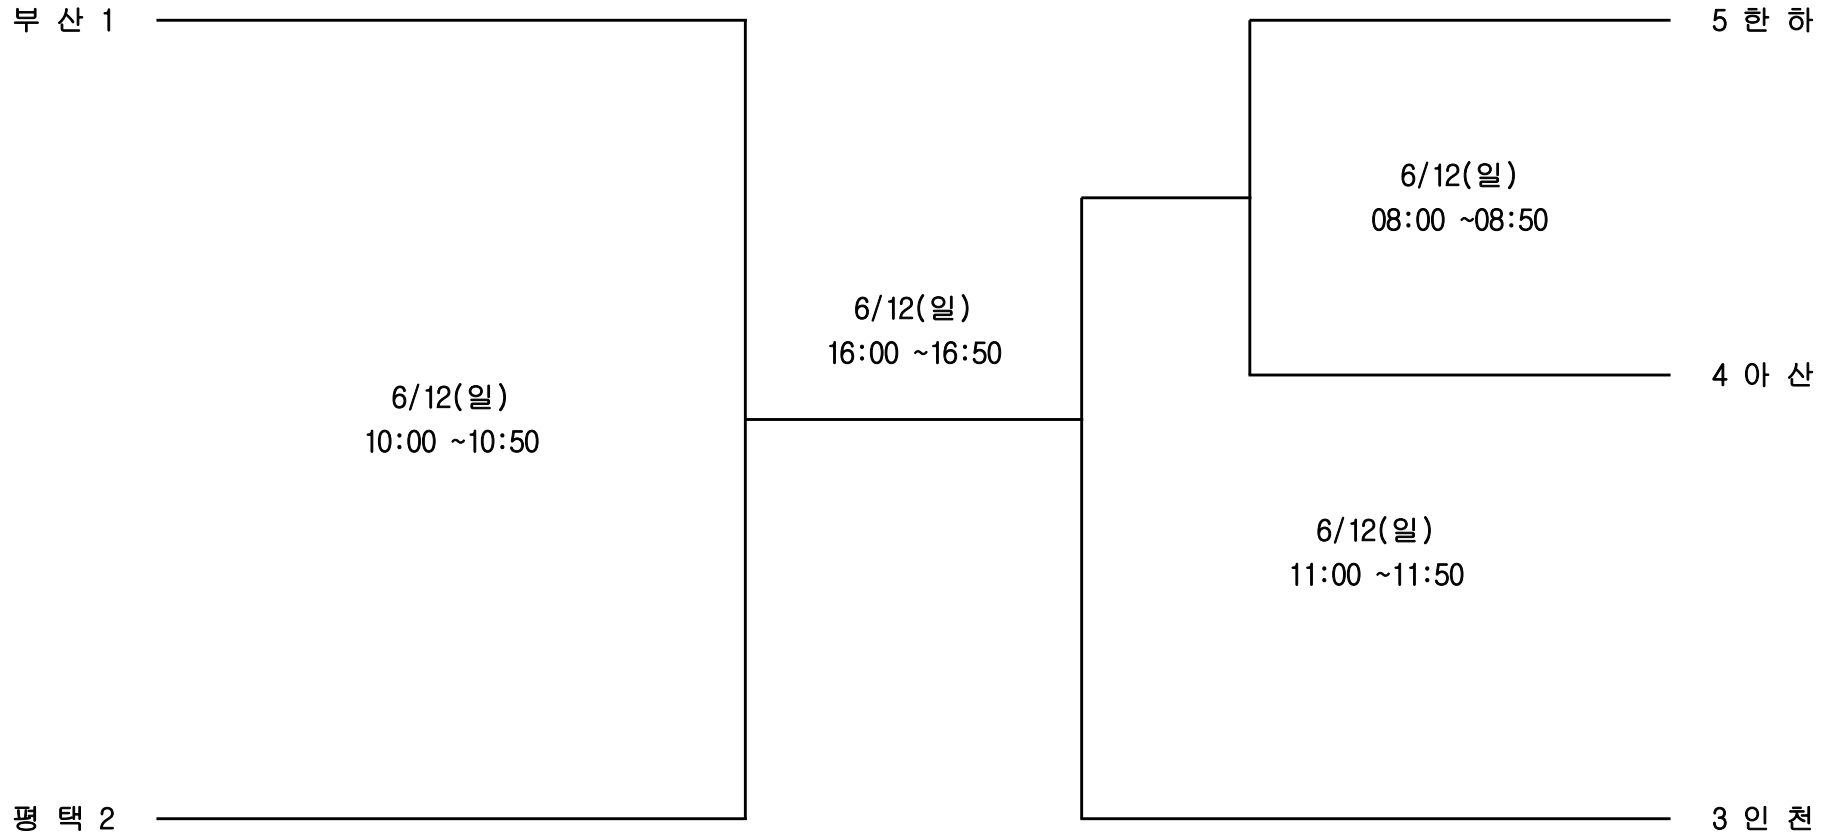 부 산 1
5 한 하
6/12(일)
08:00 ~08:50
6/12(일)
16:00 ~16:50
4 아 산
6/12(일)
10:00 ~10:50
6/12(일)
11:00 ~11:50
평 택 2
3 인 천